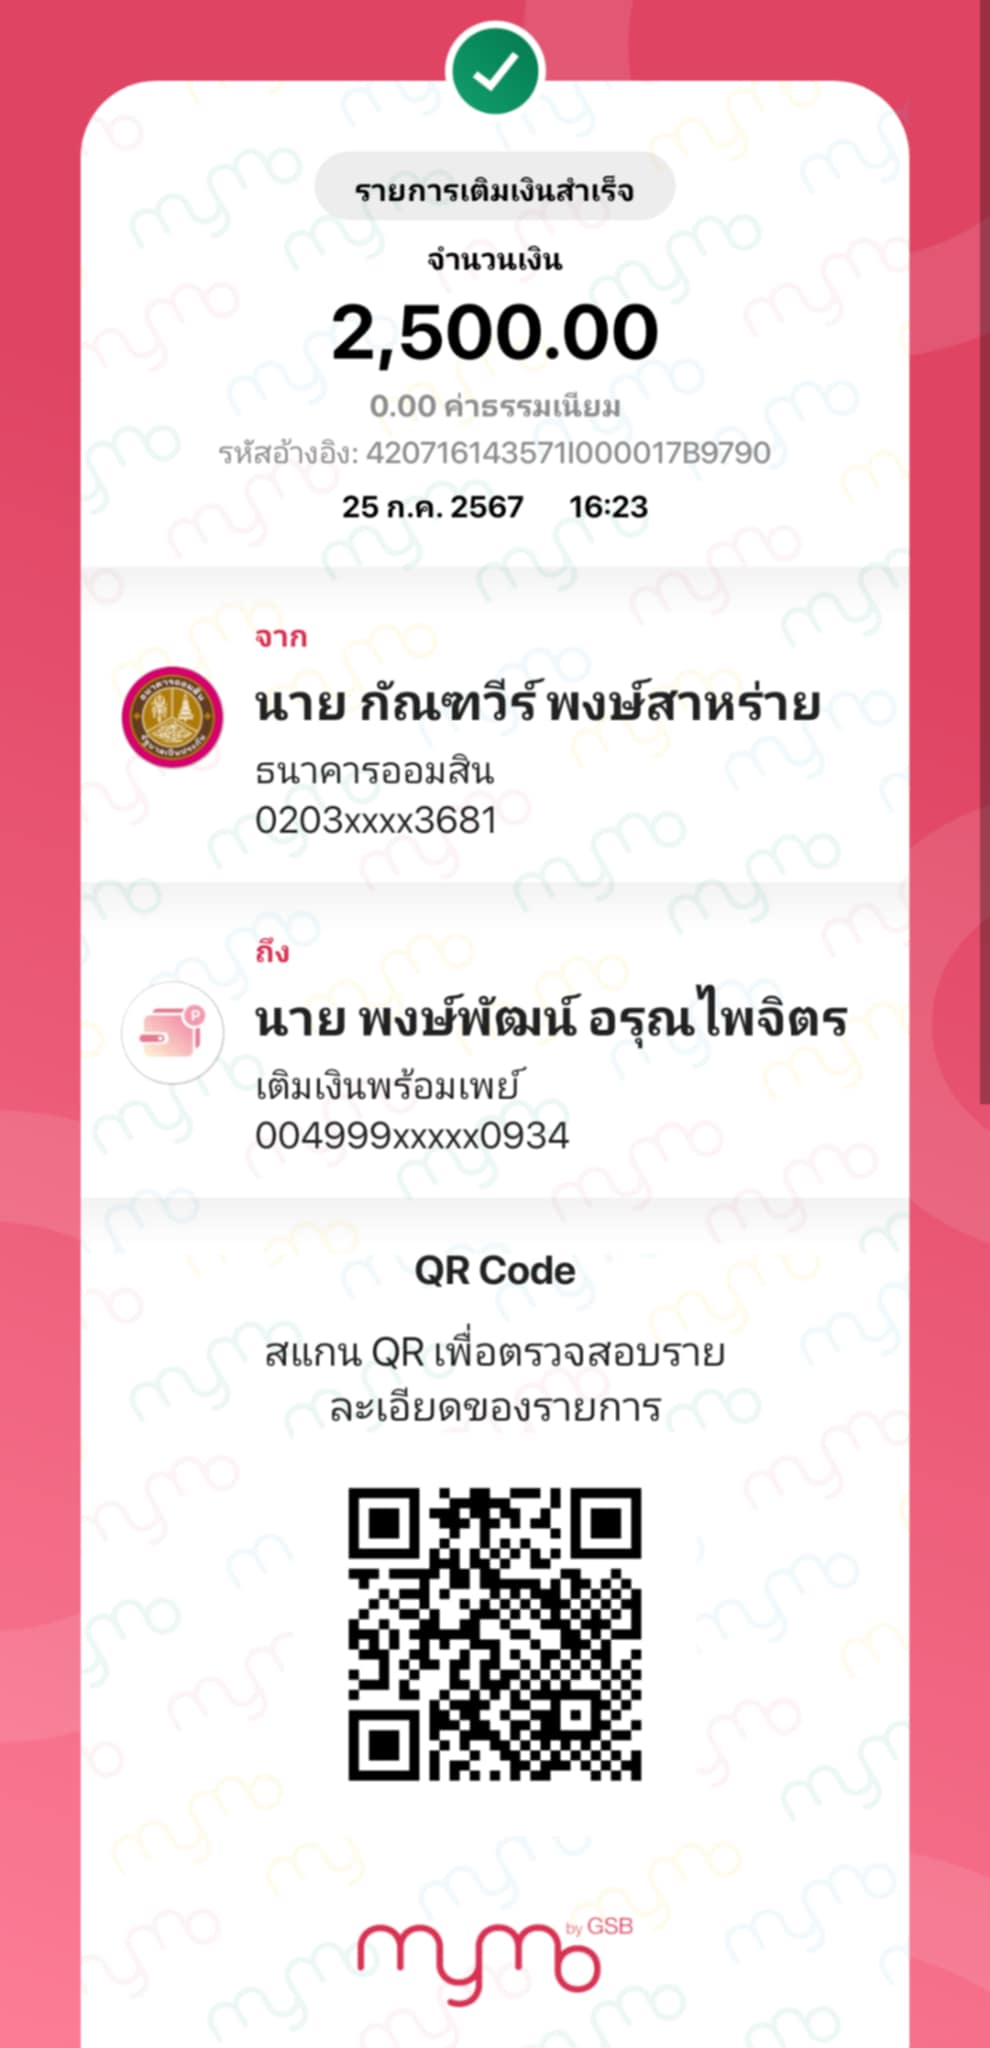 รายการเติมเงินสำเร็จ
จำนวนเงิน
2,500.00
0.00 ค่าธรรมเนียม
รหัสอ้างอิง: 420716143571I000017B9790
25 ก.ค. 2567 16:23
จาก
นาย กัณฑวีร์ พงษ์สาหร่าย
ธนาคารออมสิน
0203xxxx3681
ถึง
นาย พงษ์พัฒน์ อรุณไพจิตร
เติมเงินพร้อมเพย์
004999xxxxx0934
QR Code
สแกน QR เพื่อตรวจสอบราย
ละเอียดของรายการ
mymo by GSB